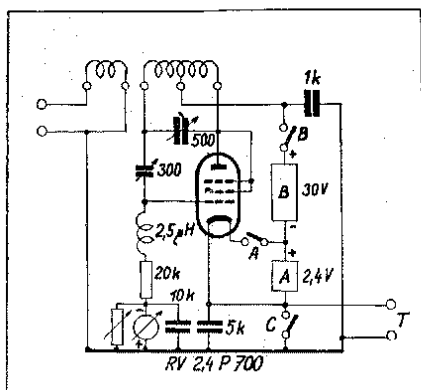 1k
500
B
+
300
B
30V
-
A
+
2,5µH
A
2,4V
20k
10k
5k
C
T
-
+
RV 2,4 P 700